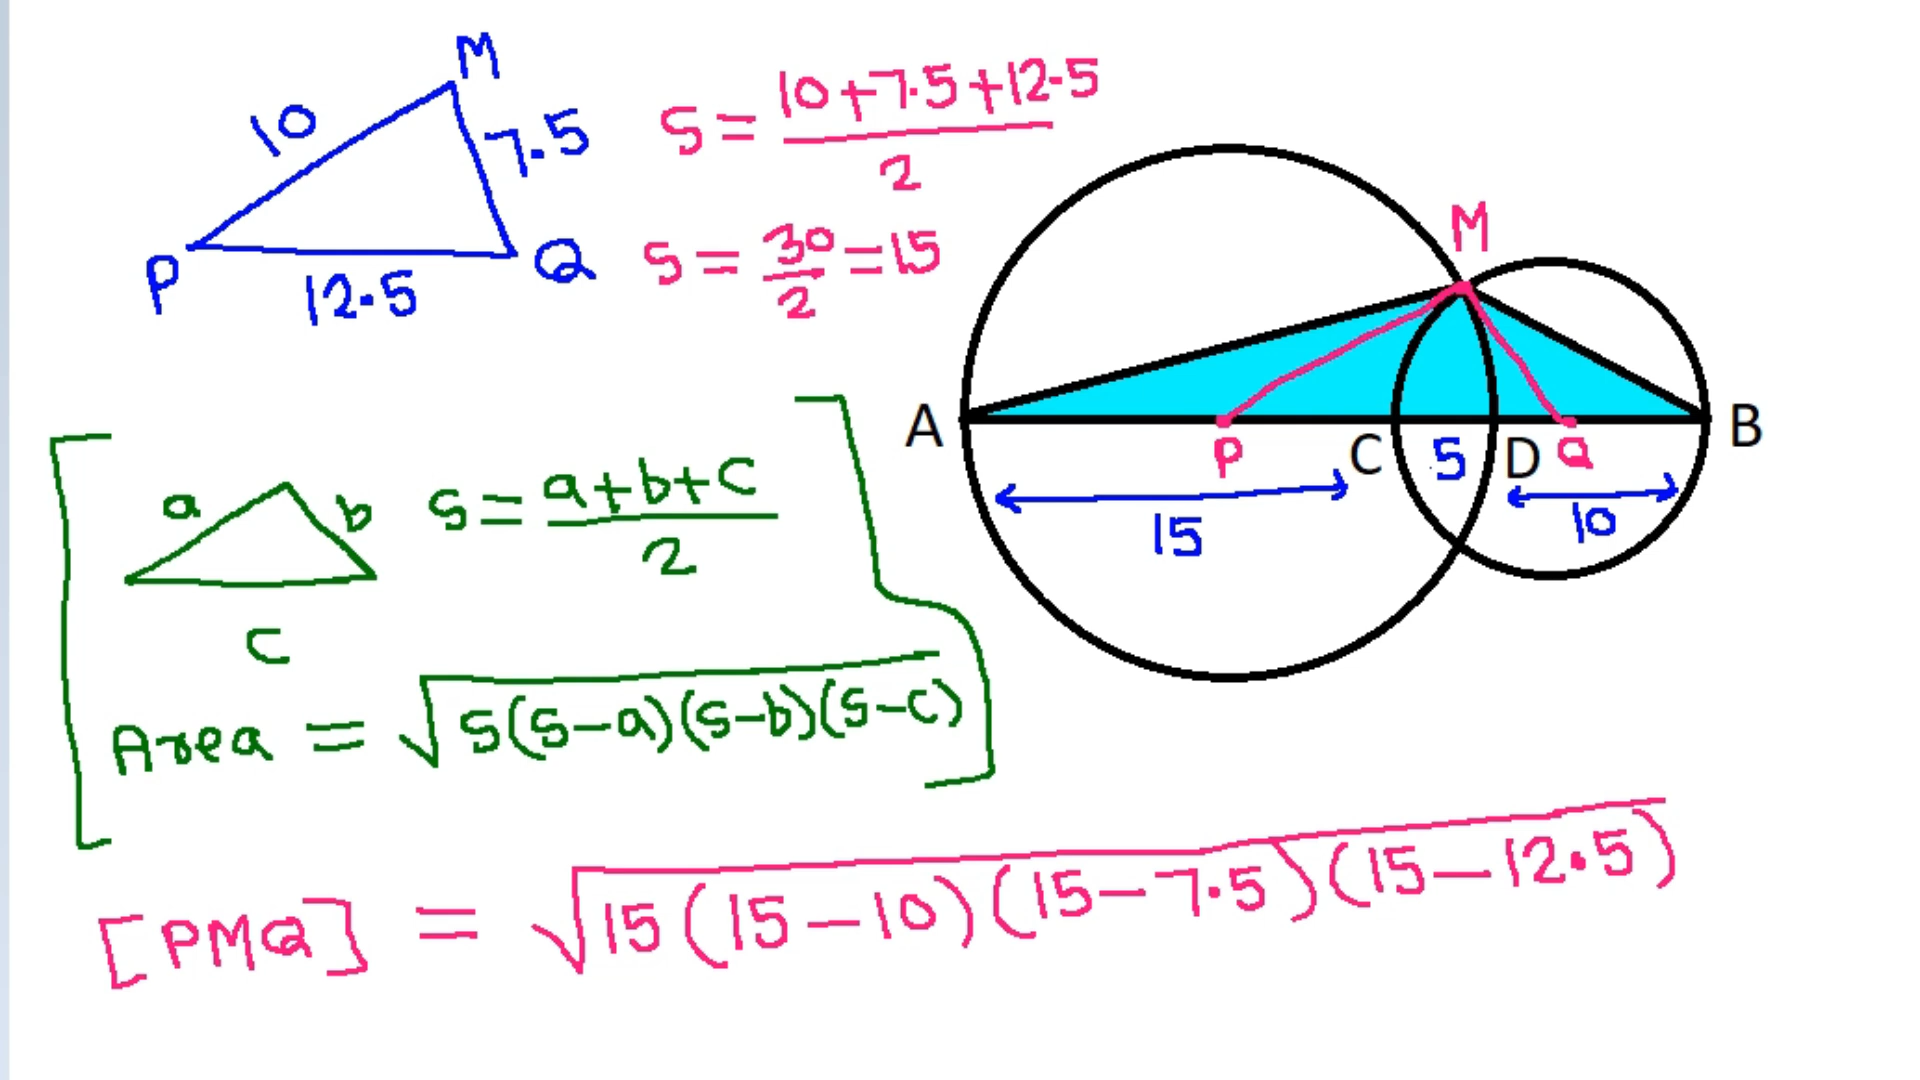 M
10
7.5
P
12.5
Q
S = 10+7.5+12.5
2
S = 30/2 = 15
M
A
P
C
5
D
Q
B
15
10
a
b
c
S = a+b+c
2
Area = √S(S-a)(S-b)(S-c)
[PMQ] = √15(15-10)(15-7.5)(15-12.5)